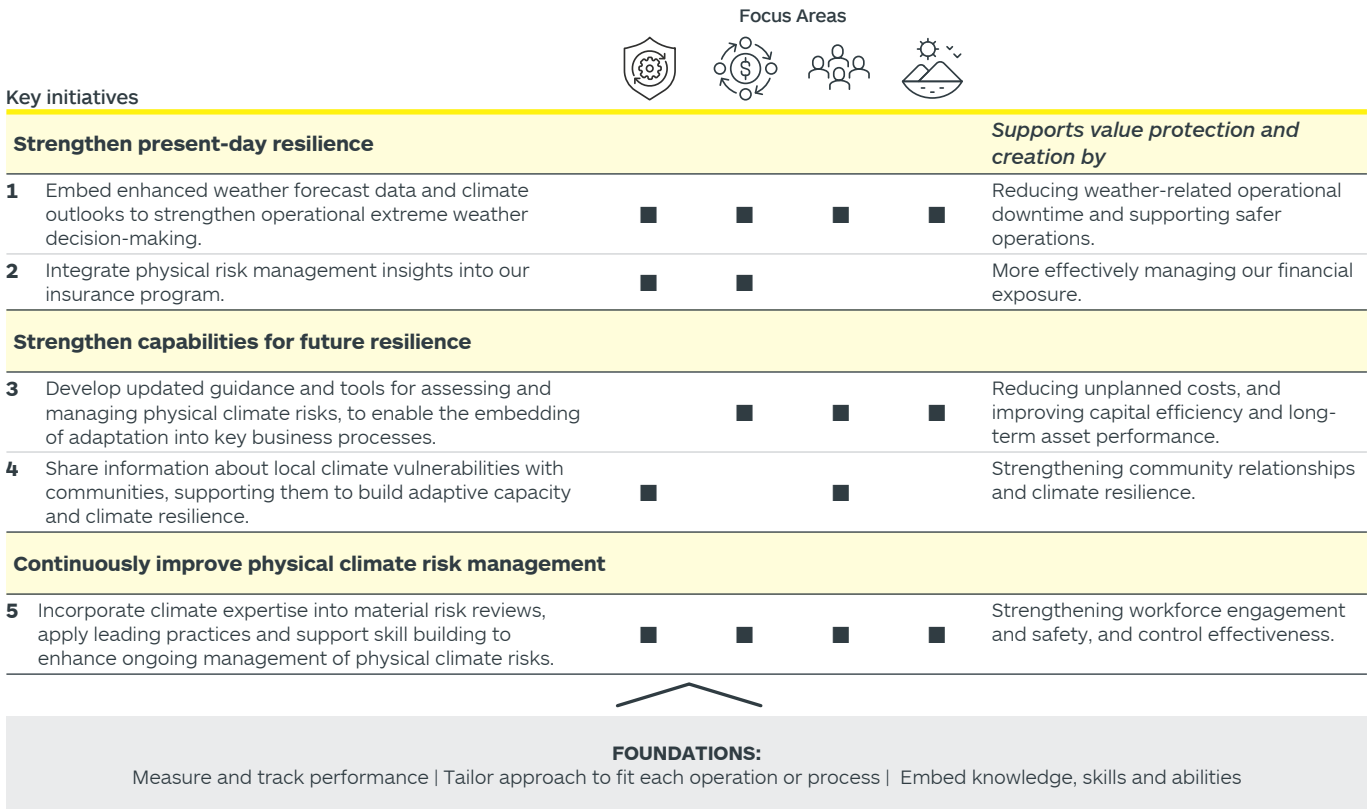 Focus Areas
Key initiatives
Strengthen present-day resilience
Supports value protection and
creation by
1 Embed enhanced weather forecast data and climate
outlooks to strengthen operational extreme weather
decision-making.
Reducing weather-related operational
downtime and supporting safer
operations.
2 Integrate physical risk management insights into our
insurance program.
More effectively managing our financial
exposure.
Strengthen capabilities for future resilience
3 Develop updated guidance and tools for assessing and
managing physical climate risks, to enable the embedding
of adaptation into key business processes.
Reducing unplanned costs, and
improving capital efficiency and long-
term asset performance.
4 Share information about local climate vulnerabilities with
communities, supporting them to build adaptive capacity
and climate resilience.
Strengthening community relationships
and climate resilience.
Continuously improve physical climate risk management
5 Incorporate climate expertise into material risk reviews,
apply leading practices and support skill building to
enhance ongoing management of physical climate risks.
Strengthening workforce engagement
and safety, and control effectiveness.
FOUNDATIONS:
Measure and track performance | Tailor approach to fit each operation or process | Embed knowledge, skills and abilities